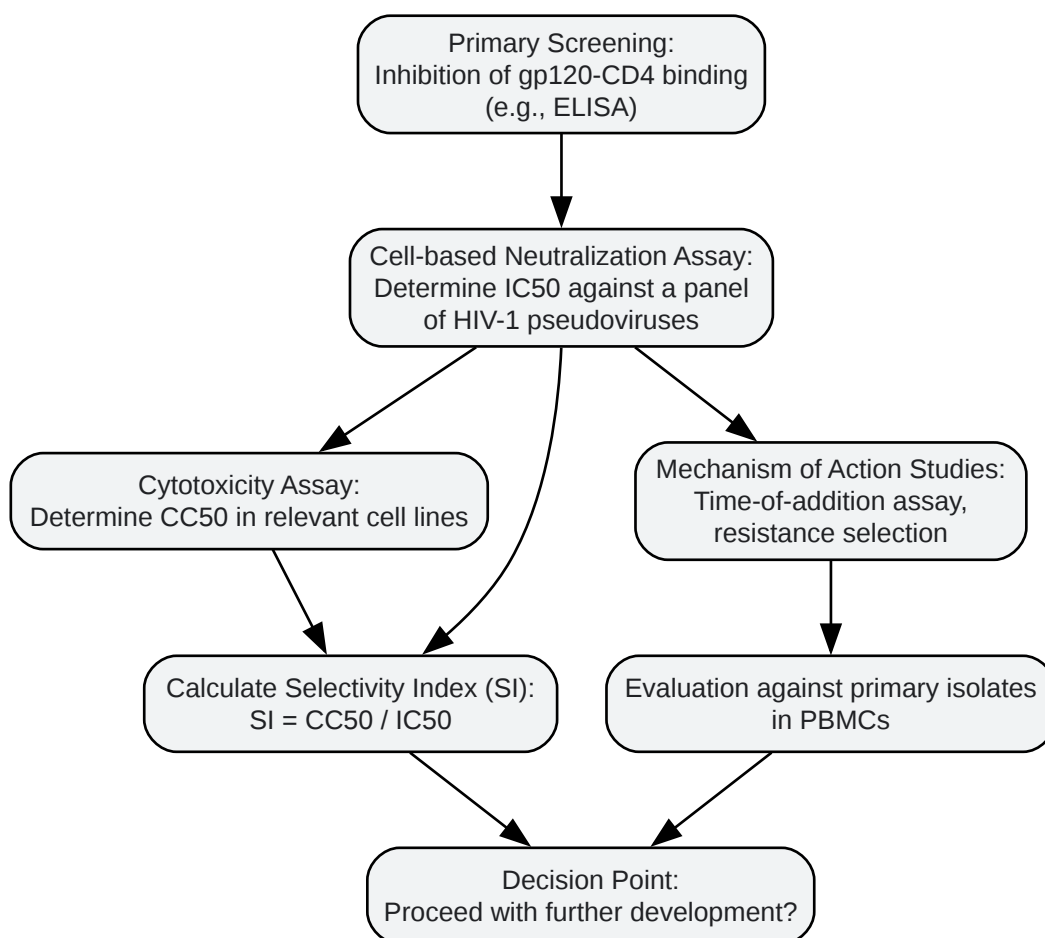 Primary Screening:
Inhibition of gp120-CD4 binding
(e.g., ELISA)
Cell-based Neutralization Assay:
Determine IC50 against a panel
of HIV-1 pseudoviruses
Cytotoxicity Assay:
Determine CC50 in relevant cell lines
Mechanism of Action Studies:
Time-of-addition assay,
resistance selection
Calculate Selectivity Index (SI):
SI = CC50 / IC50
Evaluation against primary isolates
in PBMCs
Decision Point:
Proceed with further development?